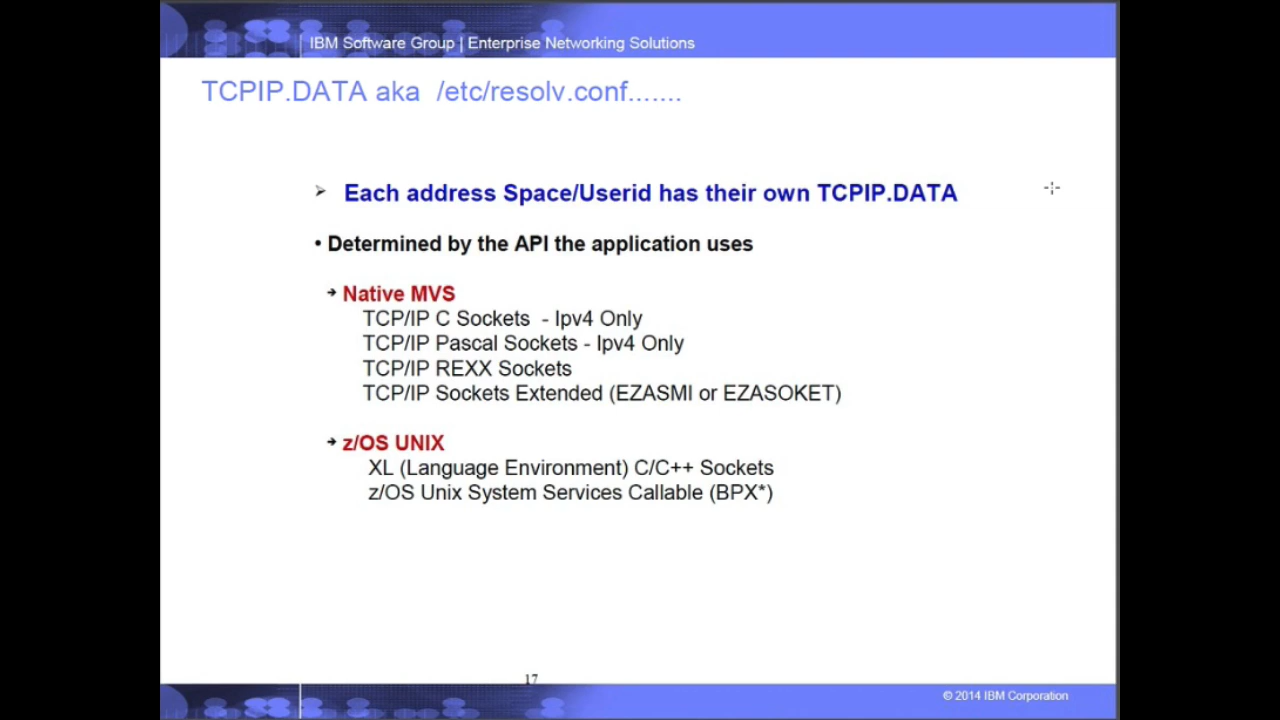 IBM Software Group | Enterprise Networking Solutions
TCPIP.DATA aka /etc/resolv.conf.......
➢ Each address Space/Userid has their own TCPIP.DATA
• Determined by the API the application uses
➔ Native MVS
TCP/IP C Sockets - Ipv4 Only
TCP/IP Pascal Sockets - Ipv4 Only
TCP/IP REXX Sockets
TCP/IP Sockets Extended (EZASMI or EZASOKET)
➔ z/OS UNIX
XL (Language Environment) C/C++ Sockets
z/OS Unix System Services Callable (BPX*)
17
© 2014 IBM Corporation